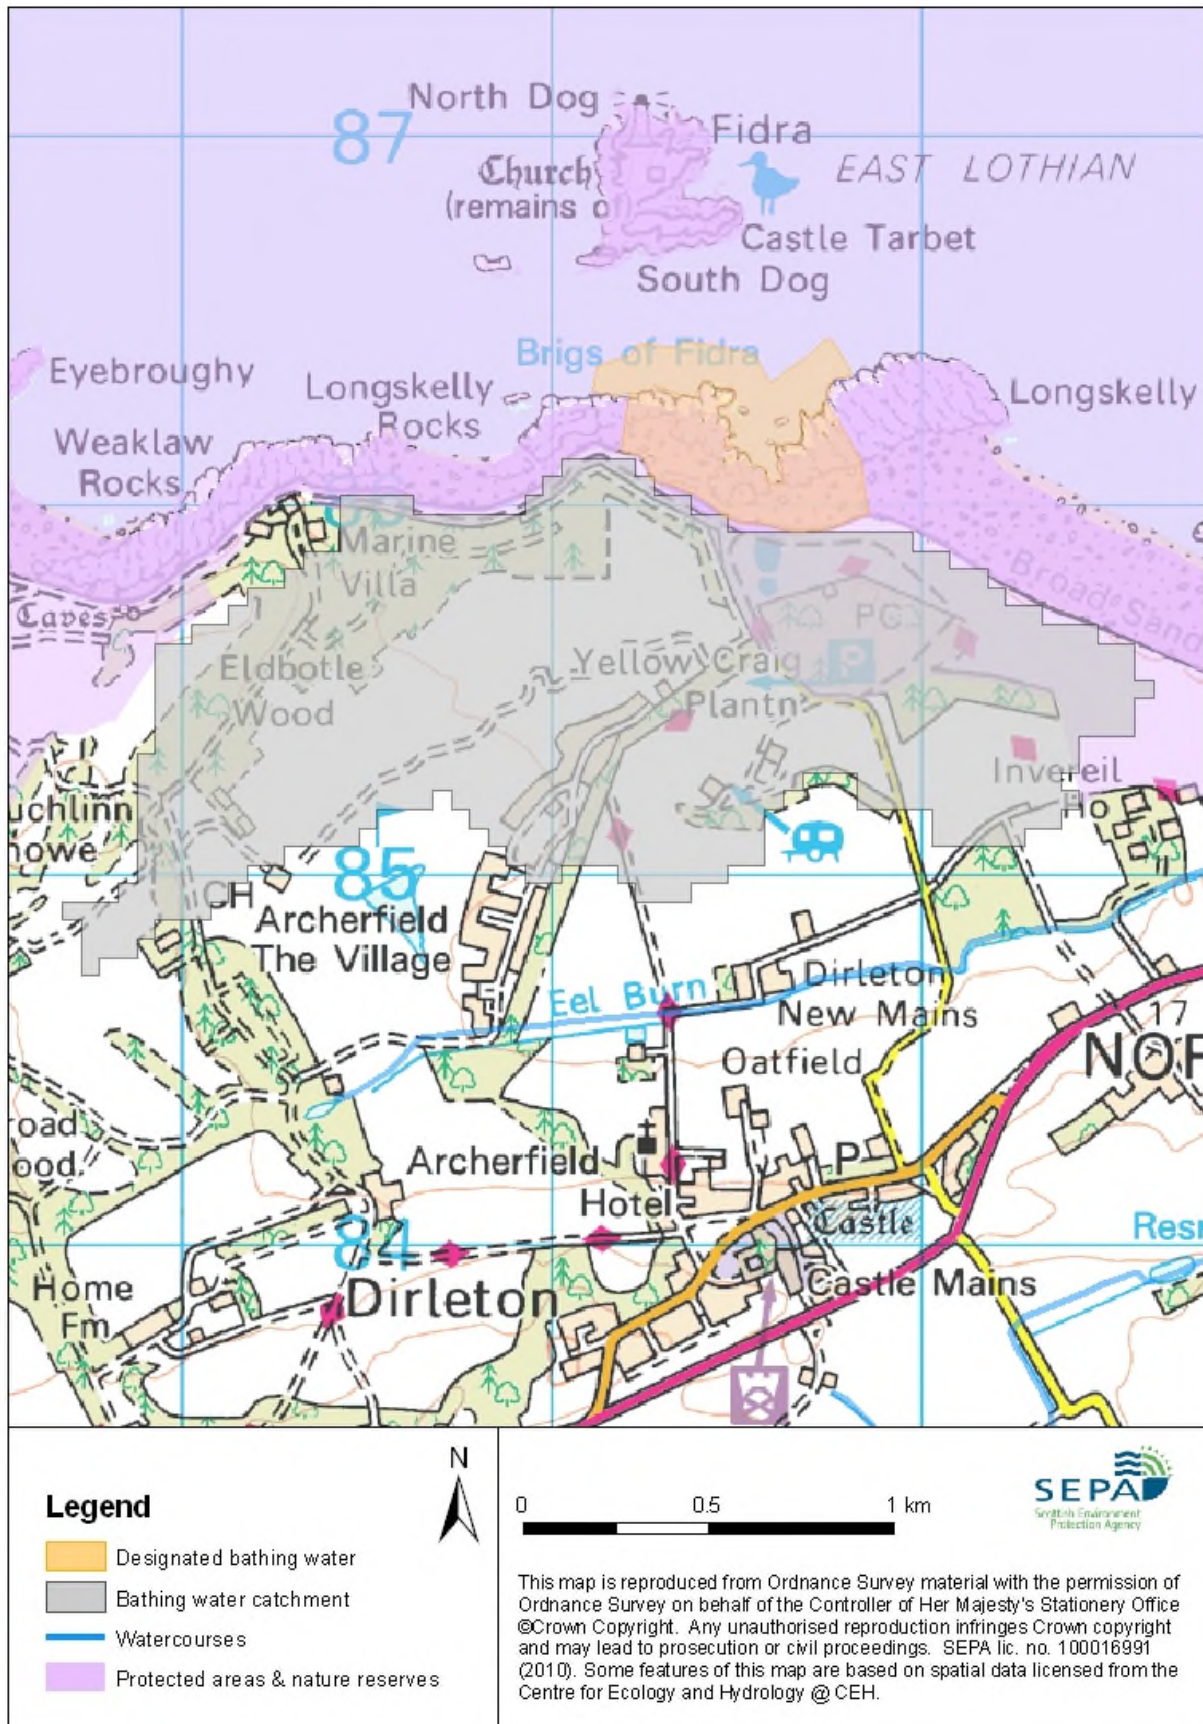 North Dog
Fidra
87
Church
(remains o
EAST LOTHIAN
Castle Tarbet
South Dog
Brigs of Fidra
Eyebroughy
Longskelly
Rocks
Longskelly
Weaklaw
Rocks
Marine
Villa
Broad Sand
Caves
PG
P
Eldbotle
Wood
Yellow Craig
Plantn
Invereil
Ho
uchlinn
howe
85
CH
Archerfield
The Village
Eel Burn
Dirleton
New Mains
17
NOR
Oatfield
oad
ood
Archerfield
P
Hotel
Castle
84
Resr
Home
Fm
Dirleton
Castle Mains
Legend
Designated bathing water
Bathing water catchment
Watercourses
Protected areas & nature reserves
N
0 0.5 1 km
SEPA
Scottish Environment
Protection Agency
This map is reproduced from Ordnance Survey material with the permission of
Ordnance Survey on behalf of the Controller of Her Majesty's Stationery Office
©Crown Copyright. Any unauthorised reproduction infringes Crown copyright
and may lead to prosecution or civil proceedings. SEPA lic. no. 100016991
(2010). Some features of this map are based on spatial data licensed from the
Centre for Ecology and Hydrology @ CEH.